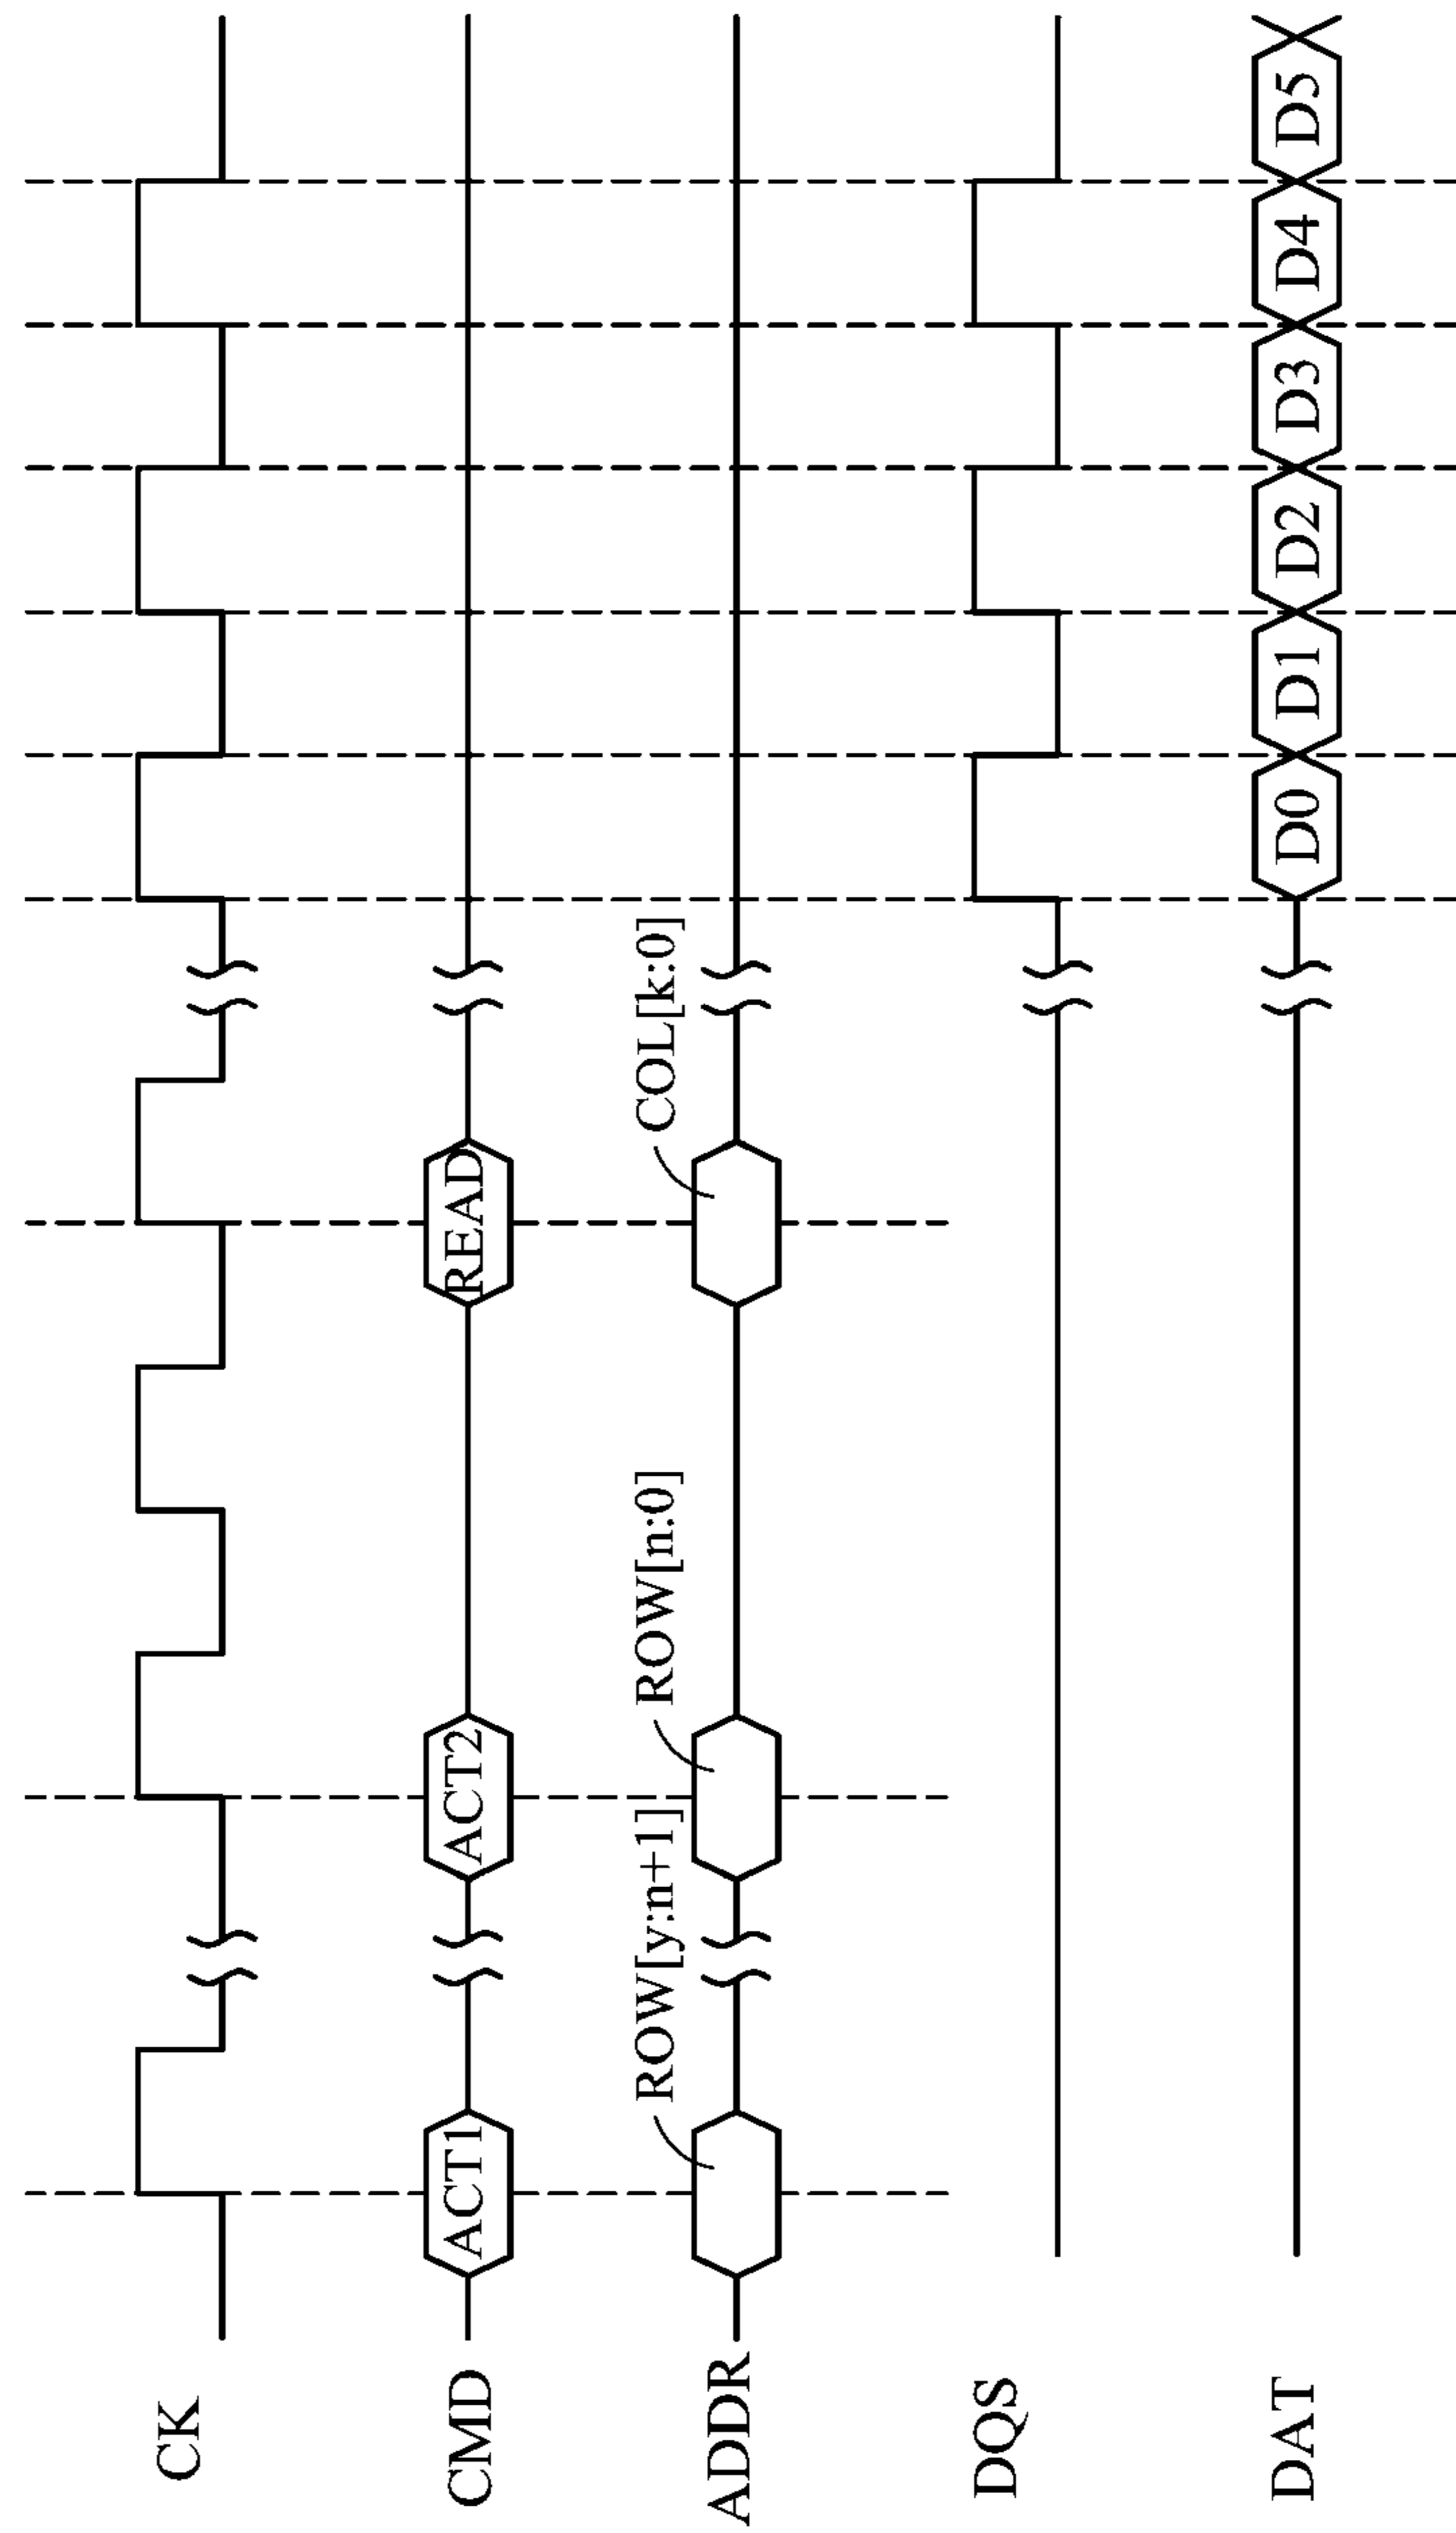 CK
CMD
ACT1
ACT2
READ
ROW[y:n+1]
ROW[n:0]
COL[k:0]
ADDR
DQS
DAT
D0
D1
D2
D3
D4
D5